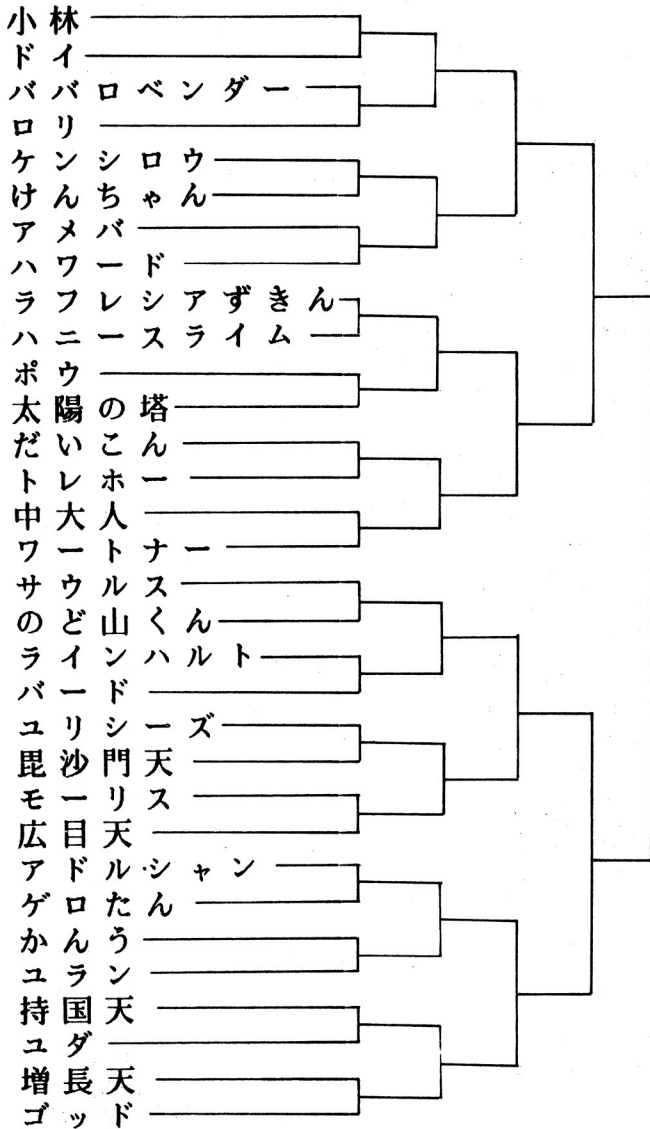 小林
ドイ
ババロベンダー
ロリ
ケンシロウ
けんちゃん
アメバ
ハワード
ラフレシアずきん
ハニースライム
ポウ
太陽の塔
だいこん
トレホー
中大人
ワートナー
サウルス
のど山くん
ラインハルト
バード
ユリシーズ
毘沙門天
モーリス
広目天
アドルシャン
ゲロたん
かんう
ユラン
持国天
ユダ
増長天
ゴッド